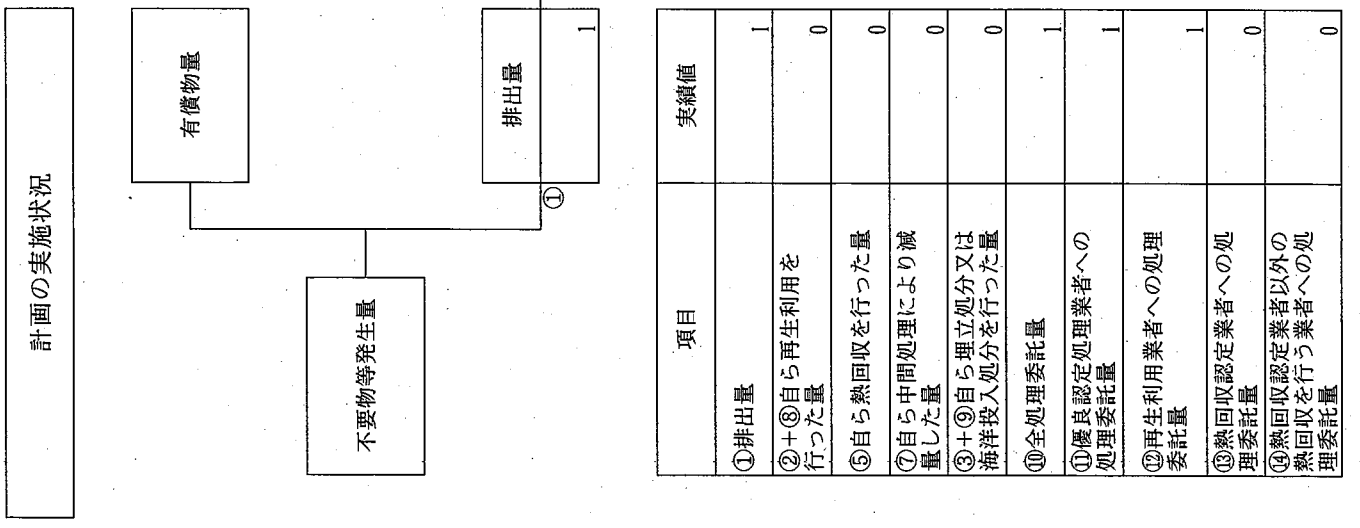 計画の実施状況
有償物量
不要物等発生量
①
排出量
1
項目
実績値
①排出量
1
②+⑧自ら再生利用を
行った量
0
⑤自ら熱回収を行った量
0
⑦自ら中間処理により減
量した量
0
③+⑨自ら埋立処分又は
海洋投入処分を行った量
0
⑩全処理委託量
1
⑪優良認定処理業者への
処理委託量
1
⑫再生利用業者への処理
委託量
1
⑬熱回収認定業者への処
理委託量
0
⑭熱回収認定業者以外の
熱回収を行う業者への処
理委託量
0